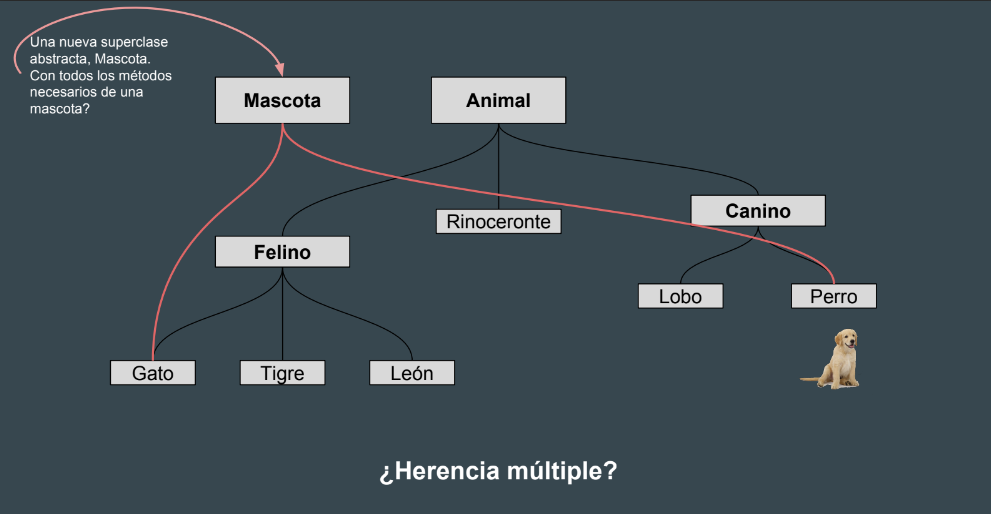 Una nueva superclase
abstracta, Mascota.
Con todos los métodos
necesarios de una
mascota?
Mascota
Animal
Rinoceronte
Canino
Felino
Lobo
Perro
Gato
Tigre
León
¿Herencia múltiple?